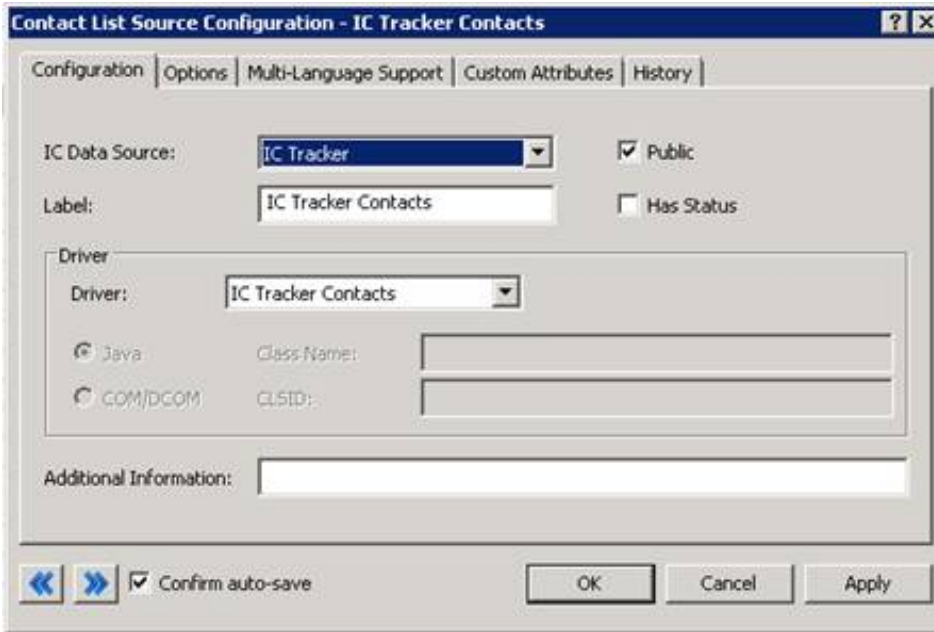 Contact List Source Configuration - IC Tracker Contacts
Configuration Options Multi-Language Support Custom Attributes History
IC Data Source: IC Tracker Public
Label: IC Tracker Contacts Has Status
Driver
Driver: IC Tracker Contacts
Java Class Name:
COM/DCOM CLSID:
Additional Information:
Confirm auto-save OK Cancel Apply